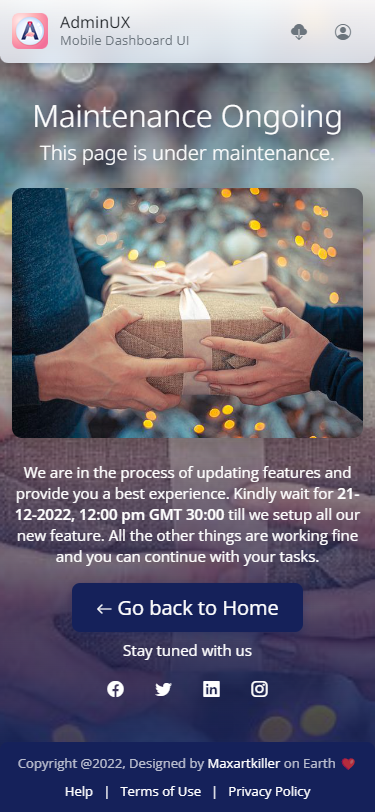 AdminUX
Mobile Dashboard UI
Maintenance Ongoing
This page is under maintenance.
We are in the process of updating features and
provide you a best experience. Kindly wait for 21-
12-2022, 12:00 pm GMT 30:00 till we setup all our
new feature. All the other things are working fine
and you can continue with your tasks.
← Go back to Home
Stay tuned with us
Copyright @2022, Designed by Maxartkiller on Earth ❤️
Help | Terms of Use | Privacy Policy